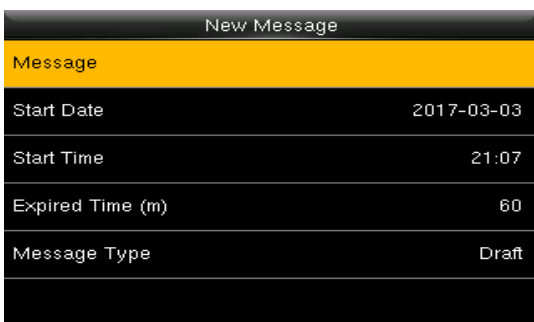 New Message
Message
Start Date 2017-03-03
Start Time 21:07
Expired Time (m) 60
Message Type Draft